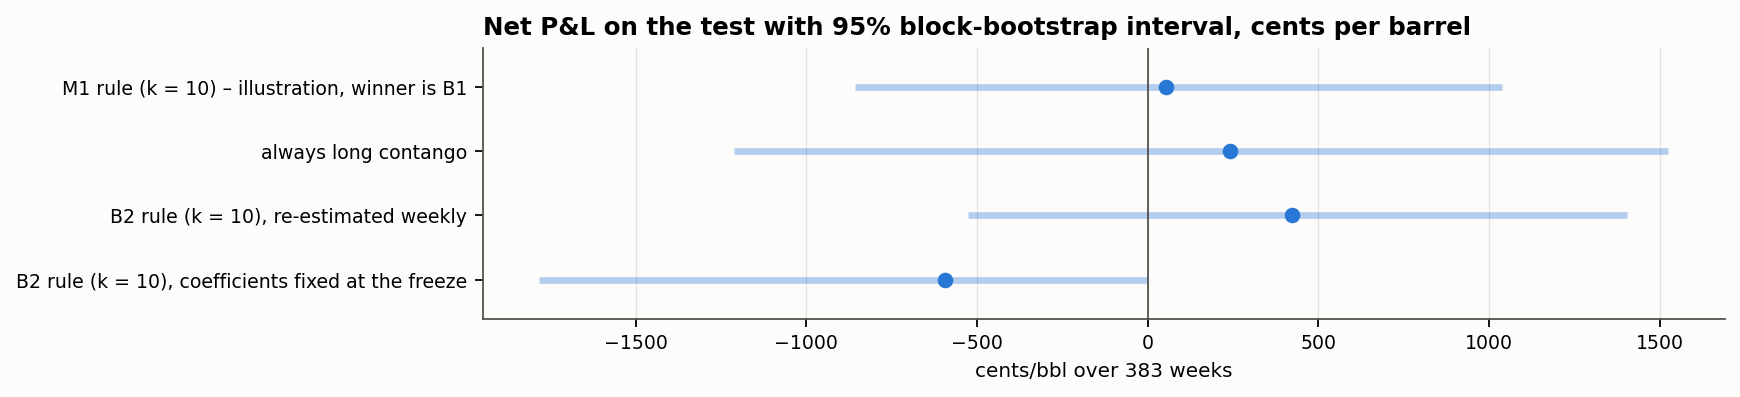 Net P&L on the test with 95% block-bootstrap interval, cents per barrel
M1 rule (k = 10) – illustration, winner is B1
always long contango
B2 rule (k = 10), re-estimated weekly
B2 rule (k = 10), coefficients fixed at the freeze
−1500 −1000 −500 0 500 1000 1500
cents/bbl over 383 weeks